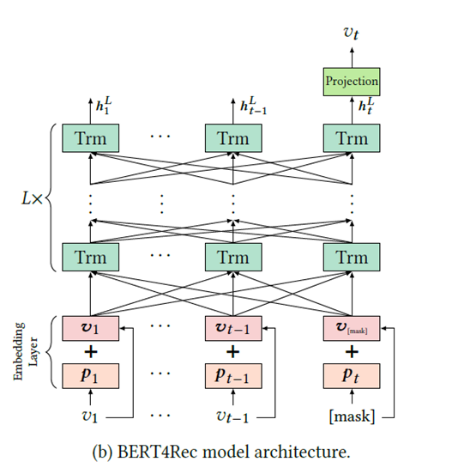 v_t
Projection
h_1^L h_{t-1}^L h_t^L
Trm ... Trm Trm
L×
Trm ... Trm Trm
Embedding Layer
v_1 ... v_{t-1} v_[mask]
+ + +
p_1 ... p_{t-1} p_t
v_1 ... v_{t-1} [mask]
(b) BERT4Rec model architecture.